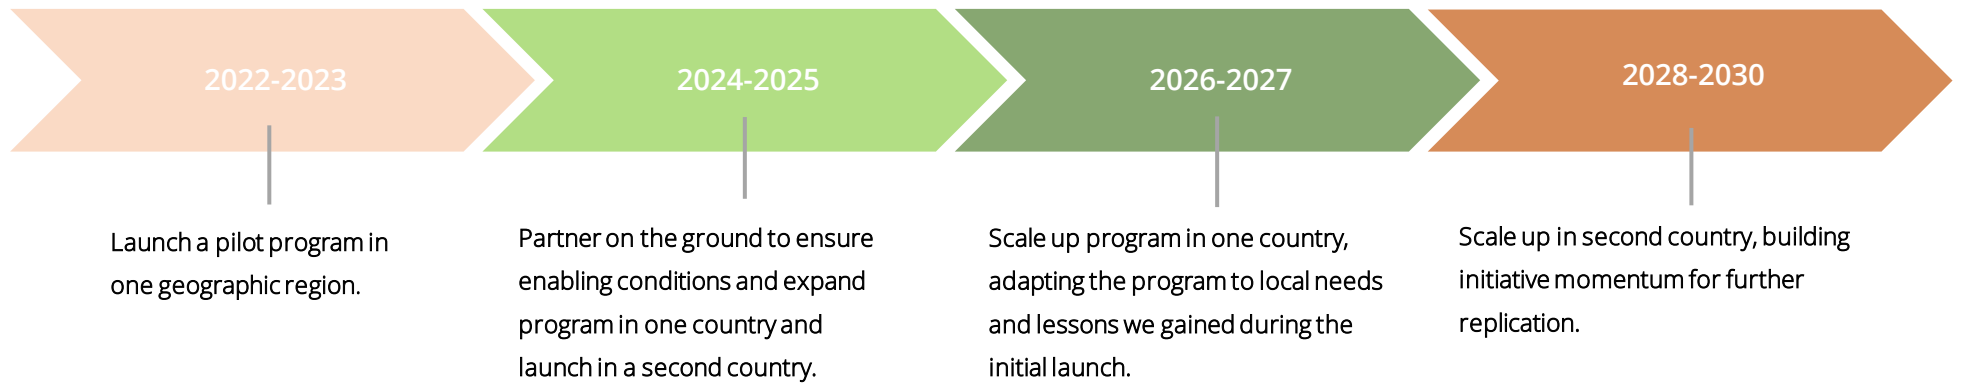 2022-2023
Launch a pilot program in
one geographic region.
2024-2025
Partner on the ground to ensure
enabling conditions and expand
program in one country and
launch in a second country.
2026-2027
Scale up program in one country,
adapting the program to local needs
and lessons we gained during the
initial launch.
2028-2030
Scale up in second country, building
initiative momentum for further
replication.